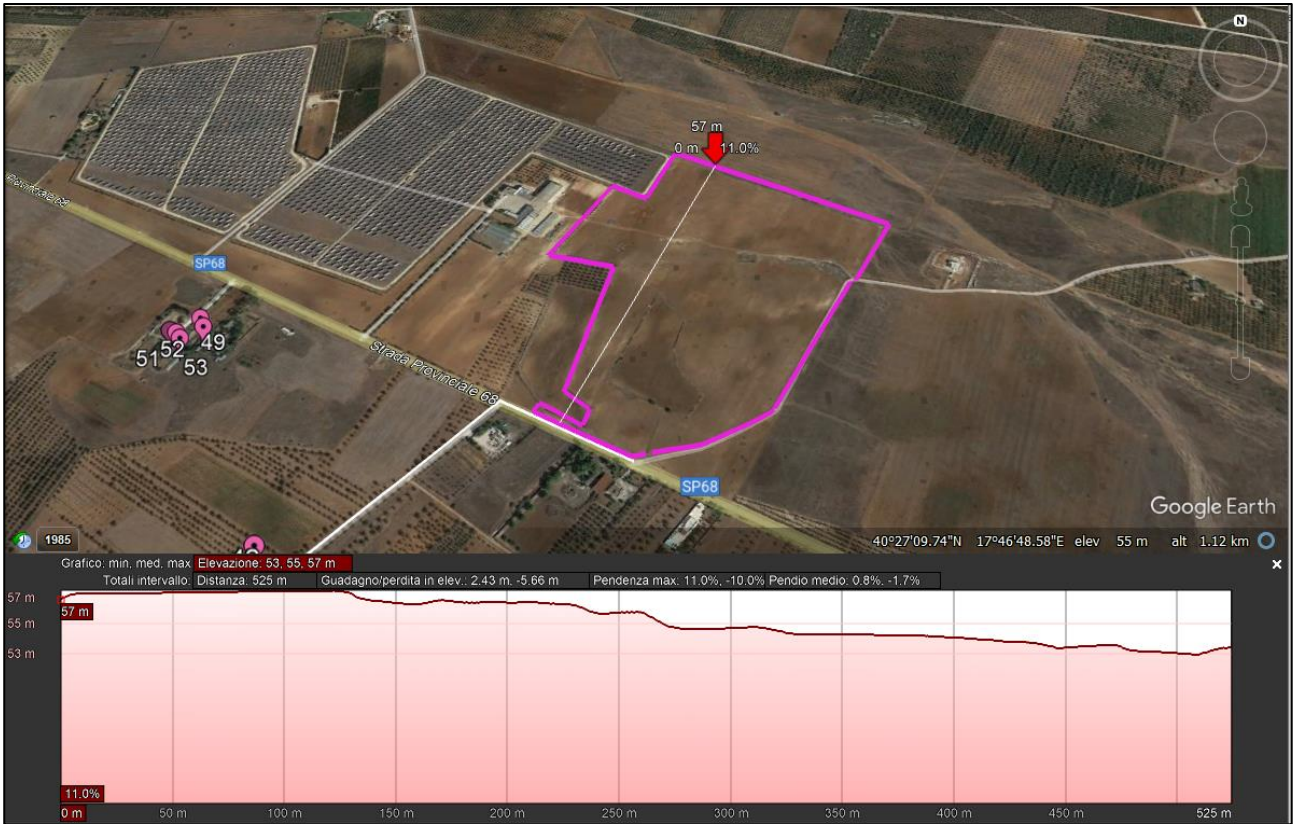 N
57 m
0 m 11.0%
Provinciale 68
SP68
51
52
49
53
Strada Provinciale 68
SP68
Google Earth
1985
40°27'09.74"N 17°46'48.58"E elev 55 m alt 1.12 km
Grafico: min, med, max Elevazione: 53, 55, 57 m
Totali intervallo: Distanza: 525 m Guadagno/perdita in elev.: 2.43 m, -5.66 m Pendenza max: 11.0%, -10.0% Pendio medio: 0.8%, -1.7%
57 m
57 m
55 m
53 m
11.0%
0 m 50 m 100 m 150 m 200 m 250 m 300 m 350 m 400 m 450 m 525 m